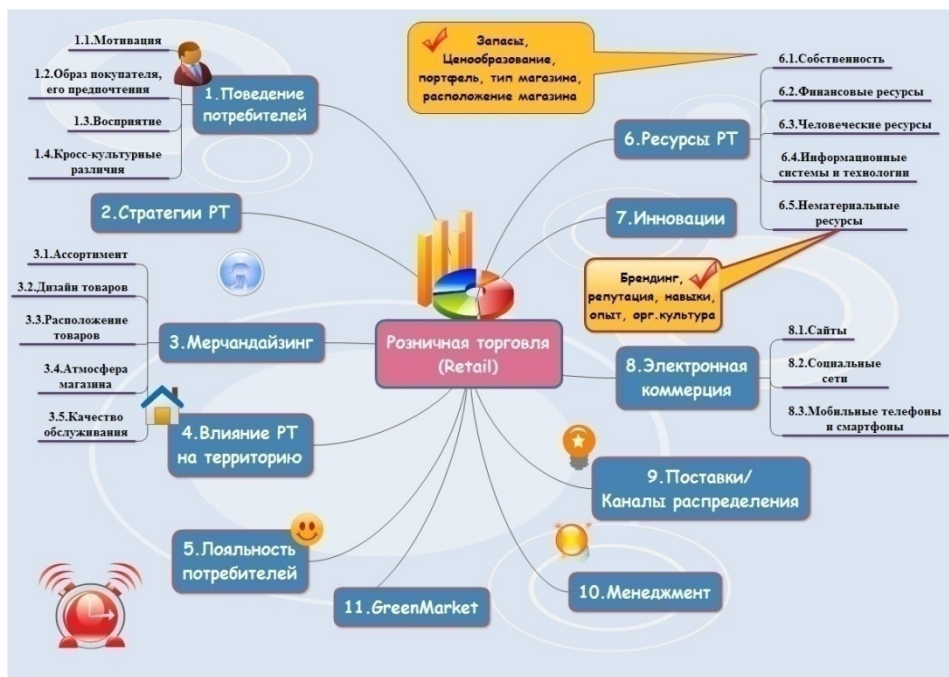 1.1.Мотивация
1.2.Образ покупателя,
его предпочтения
1.3.Восприятие
1.4.Кросс-культурные
различия
1.Поведение
потребителей
2.Стратегии РТ
3.1.Ассортимент
3.2.Дизайн товаров
3.3.Расположение
товаров
3.4.Атмосфера
магазина
3.5.Качество
обслуживания
3.Мерчандайзинг
4.Влияние РТ
на территорию
5.Лояльность
потребителей
11.GreenMarket
Розничная торговля
(Retail)
Запасы,
Ценообразование,
портфель, тип магазина,
расположение магазина
6.Ресурсы РТ
6.1.Собственность
6.2.Финансовые ресурсы
6.3.Человеческие ресурсы
6.4.Информационные
системы и технологии
6.5.Нематериальные
ресурсы
7.Инновации
Брендинг,
репутация, навыки,
опыт, орг.культура
8.Электронная
коммерция
8.1.Сайты
8.2.Социальные
сети
8.3.Мобильные телефоны
и смартфоны
9.Поставки/
Каналы распределения
10.Менеджмент